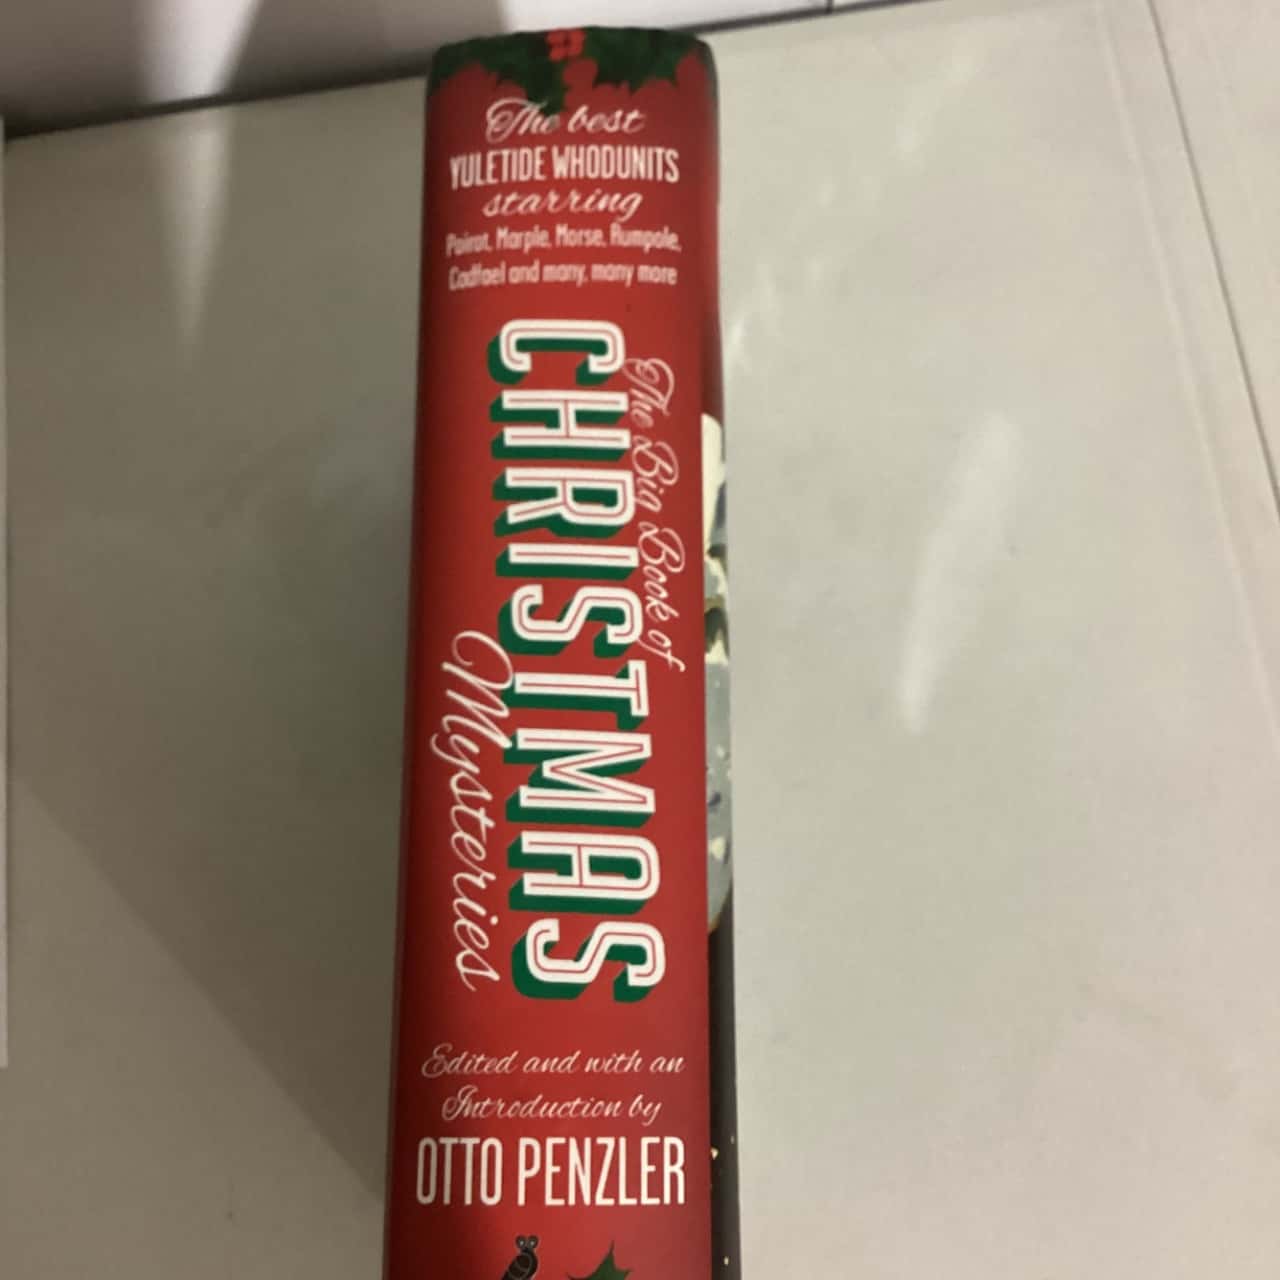 The best
YULETIDE WHODUNITS
starring
Poirot, Marple, Morse, Rumpole,
Cadfael and many, many more
The Big Book of
CHRISTMAS
Mysteries
Edited and with an
Introduction by
OTTO PENZLER